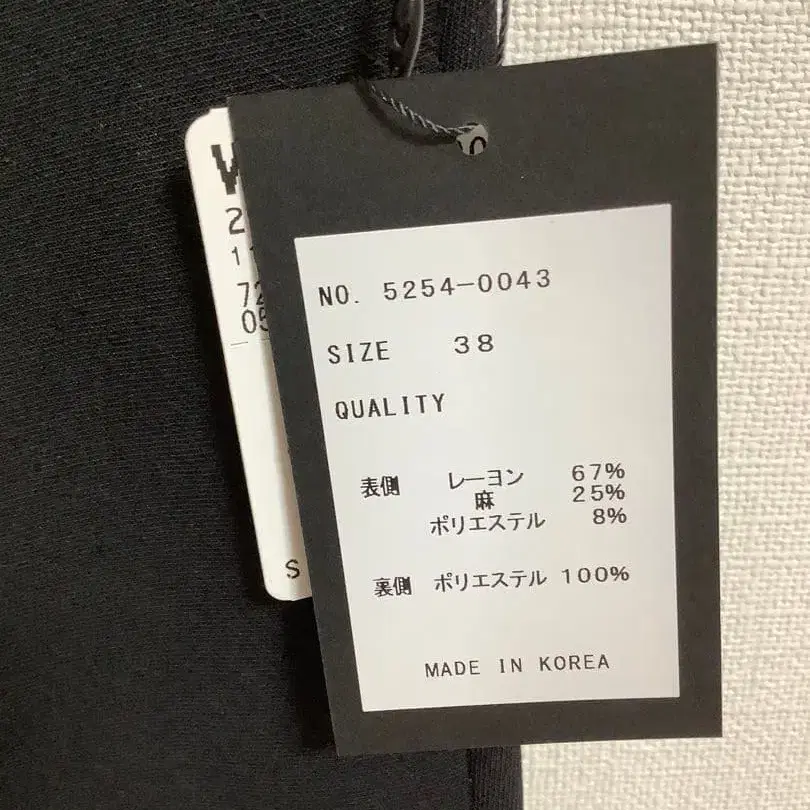 NO. 5254-0043
SIZE 38
QUALITY
表側 レーヨン 67%
麻 25%
ポリエステル 8%
裏側 ポリエステル 100%
MADE IN KOREA
S